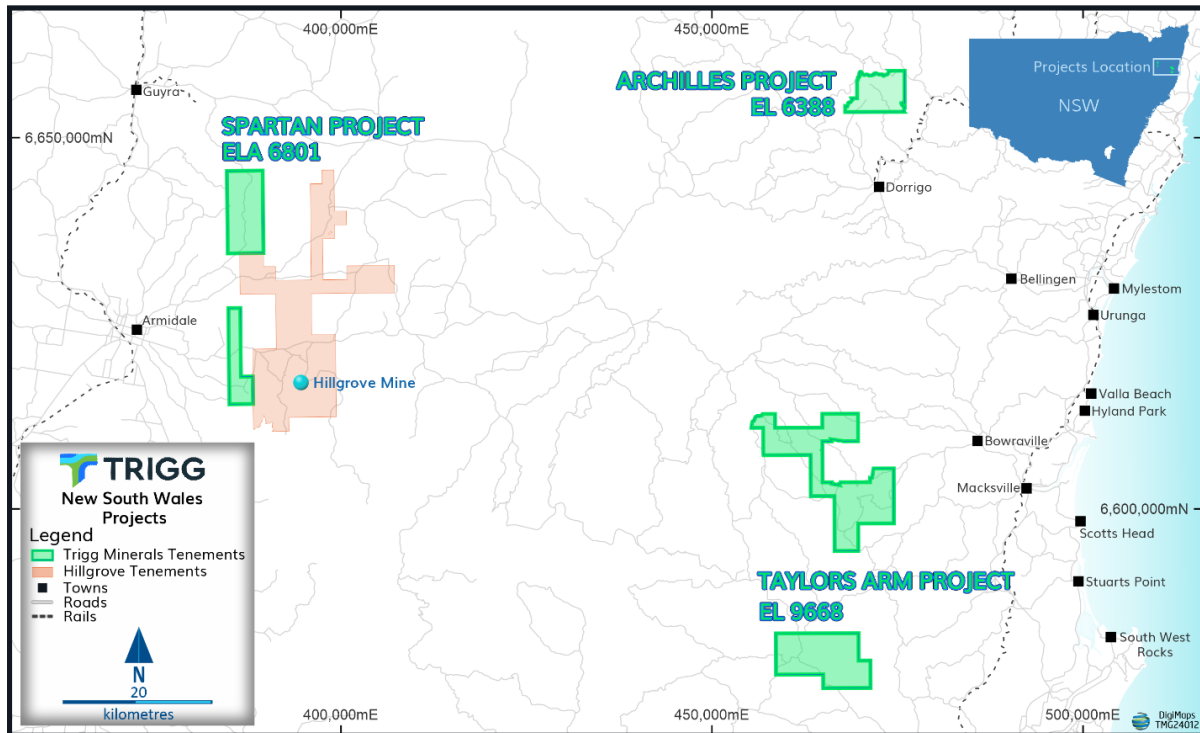 400,000mE
450,000mE
Guyra
ARCHILLES PROJECT
EL 6388
Projects Location
NSW
6,650,000mN
SPARTAN PROJECT
ELA 6801
Dorrigo
Bellingen
Mylestom
Urunga
Armidale
Hillgrove Mine
Valla Beach
Hyland Park
Bowraville
Macksville
6,600,000mN
Scotts Head
TRIGG
New South Wales
Projects
Legend
Trigg Minerals Tenements
Hillgrove Tenements
Towns
Roads
Rails
N
20
kilometres
TAYLORS ARM PROJECT
EL 9668
Stuarts Point
South West
Rocks
400,000mE
450,000mE
500,000mE
DigiMaps
TMG24012